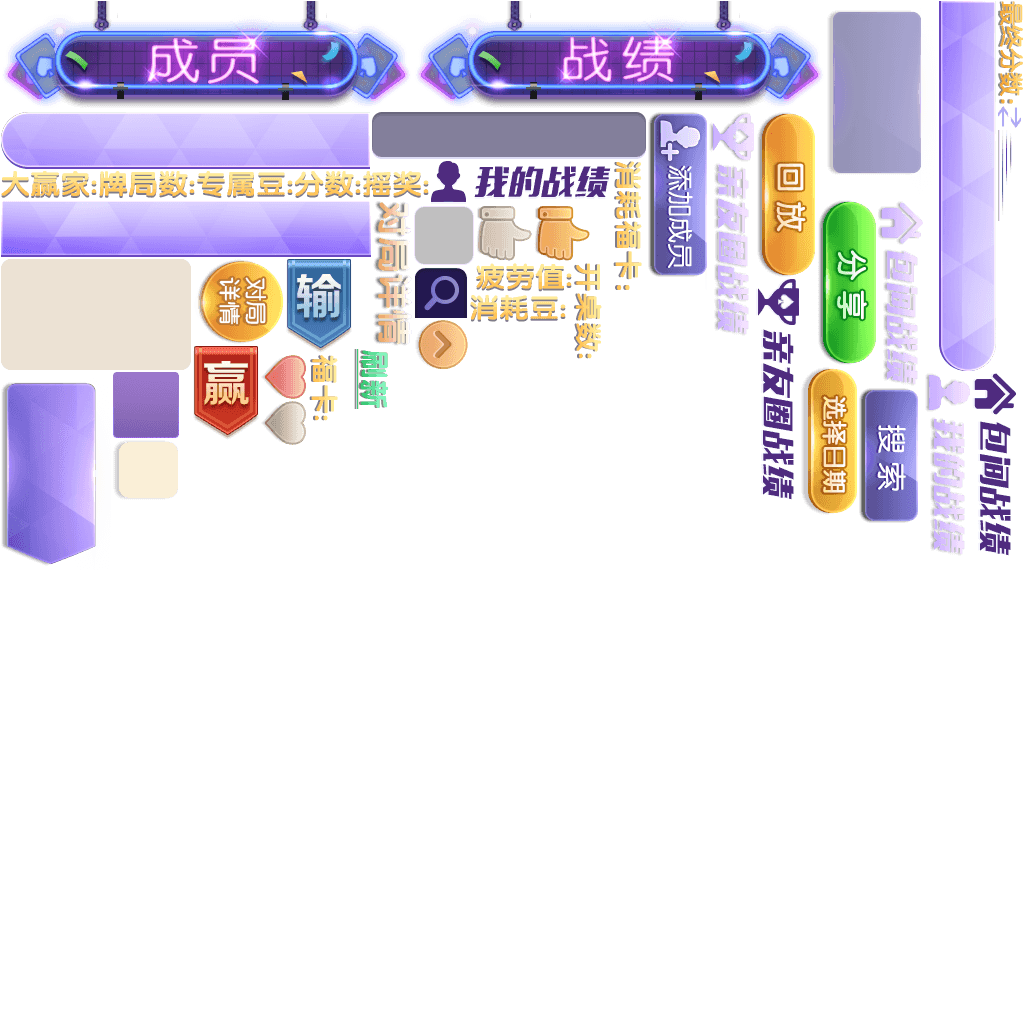 成员
战绩
最终分数:
大赢家:牌局数:专属豆:分数:摇奖:
我的战绩
消耗福卡:
添加成员
亲友圈战绩
回放
分享
包间战绩
对局详情
疲劳值:
消耗豆:
开桌数:
对局
详情
输
赢
福卡:
刷新
亲友圈战绩
选择日期
搜索
我的战绩
包间战绩